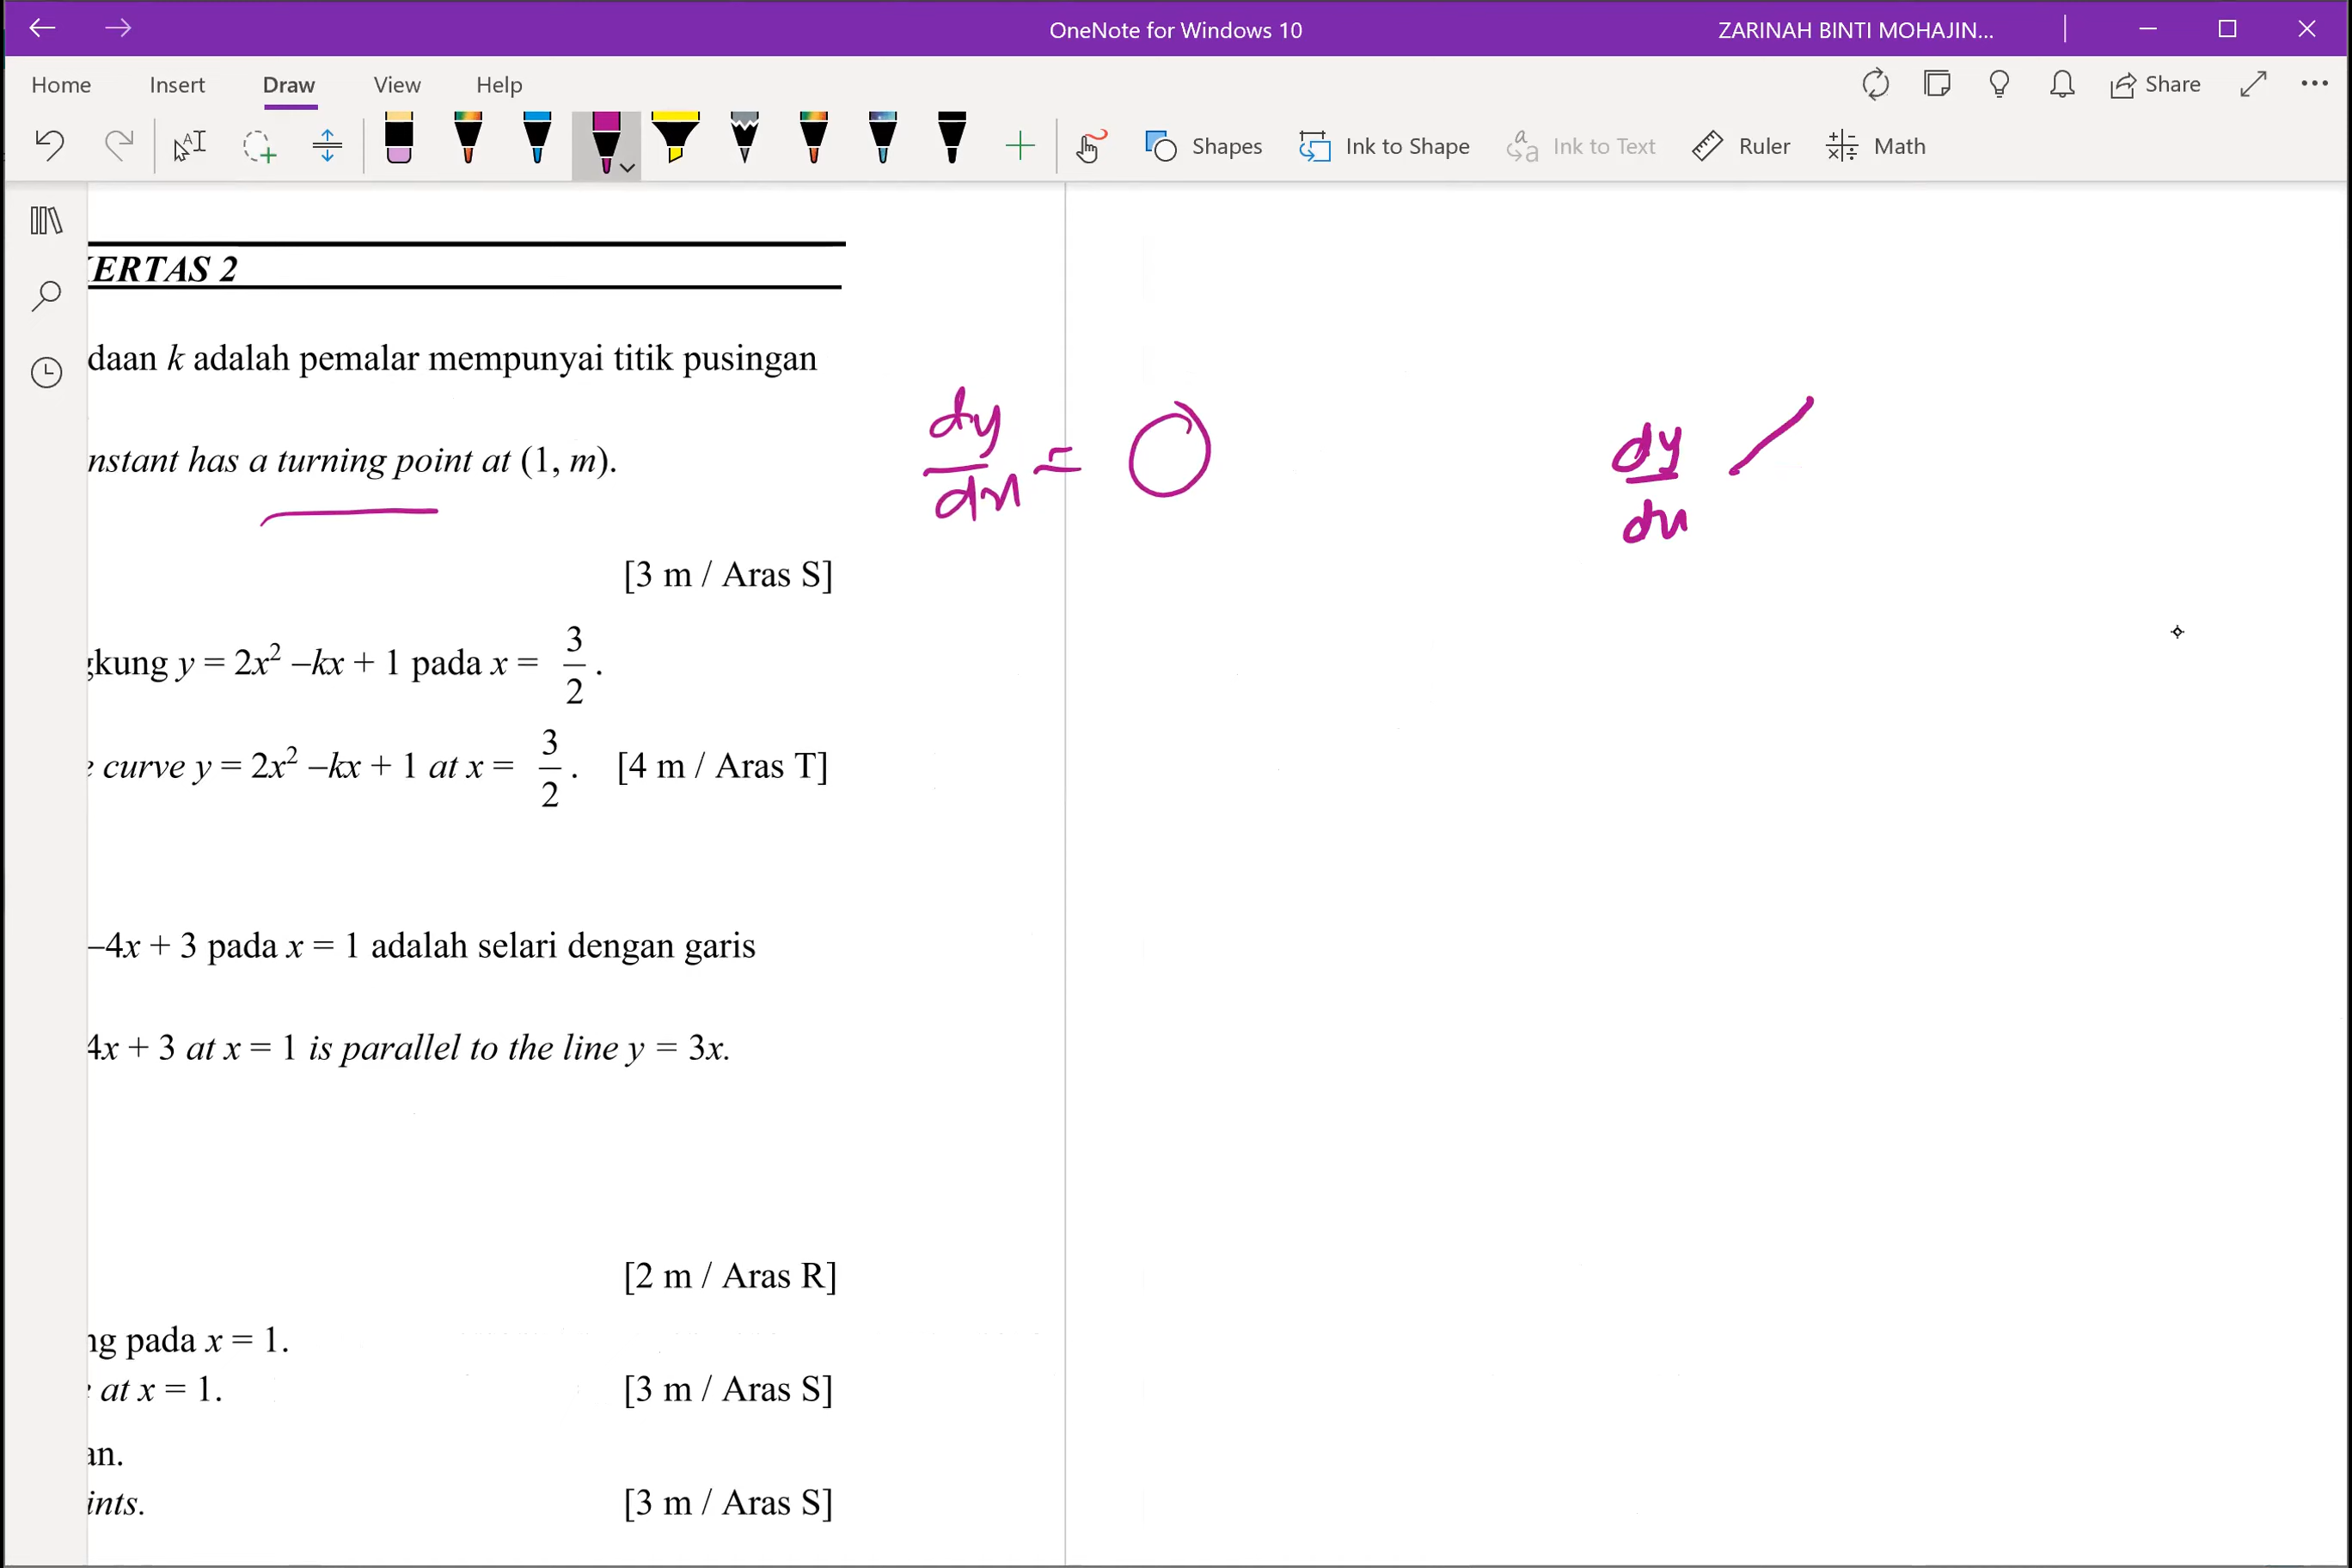 OneNote for Windows 10 ZARINAH BINTI MOHAJIN...
Home Insert Draw View Help Share
Shapes Ink to Shape Ink to Text Ruler Math
ERTAS 2
daan k adalah pemalar mempunyai titik pusingan
nstant has a turning point at (1, m).
dy/dx = 0
dy/dx
[3 m / Aras S]
gkung y = 2x² –kx + 1 pada x = 3/2 .
e curve y = 2x² –kx + 1 at x = 3/2 . [4 m / Aras T]
–4x + 3 pada x = 1 adalah selari dengan garis
4x + 3 at x = 1 is parallel to the line y = 3x.
[2 m / Aras R]
ng pada x = 1.
e at x = 1. [3 m / Aras S]
an.
ints. [3 m / Aras S]